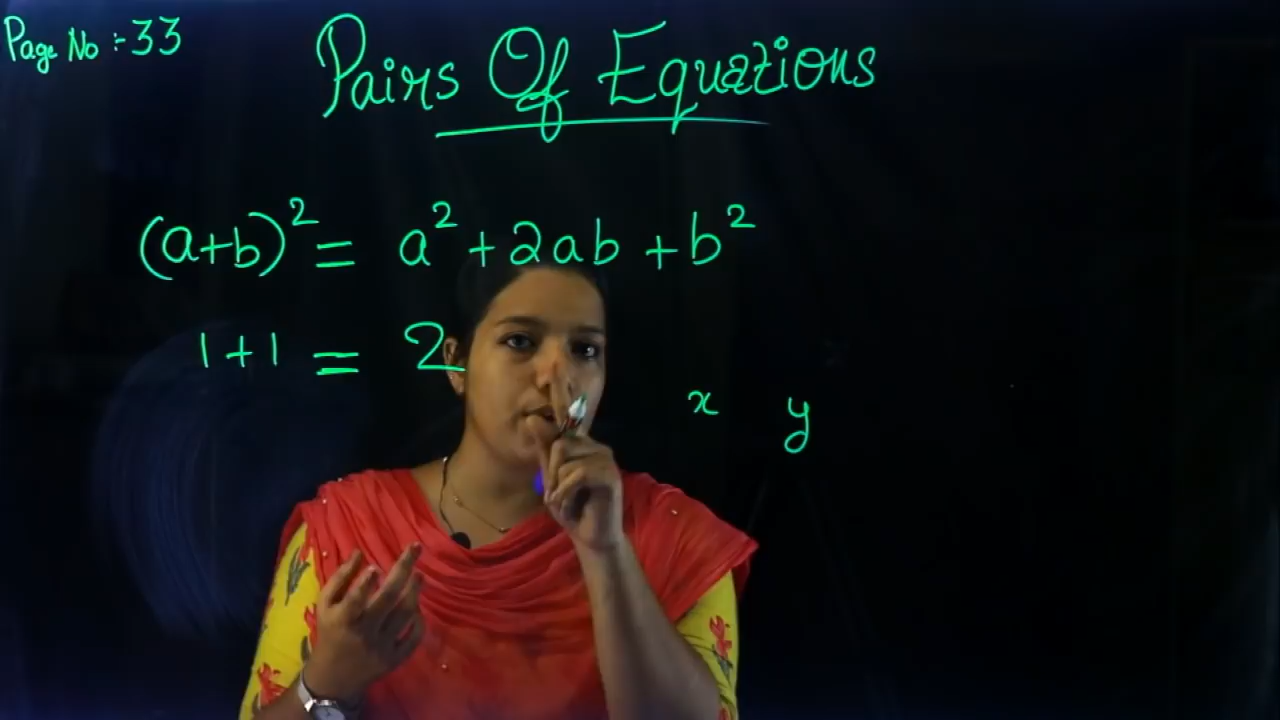 Page No :- 33
Pairs Of Equations
(a+b)² = a² + 2ab + b²
1 + 1 = 2
x y